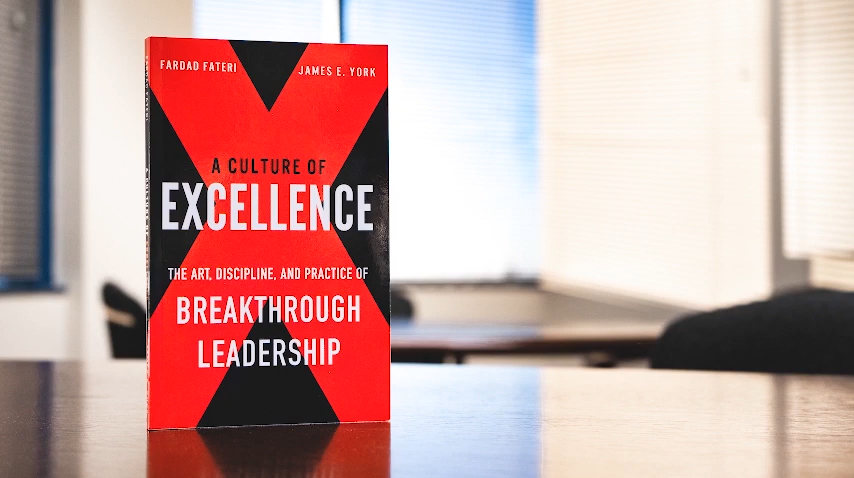 FARDAD FATERI
JAMES E. YORK
A CULTURE OF
EXCELLENCE
THE ART, DISCIPLINE, AND PRACTICE OF
BREAKTHROUGH
LEADERSHIP